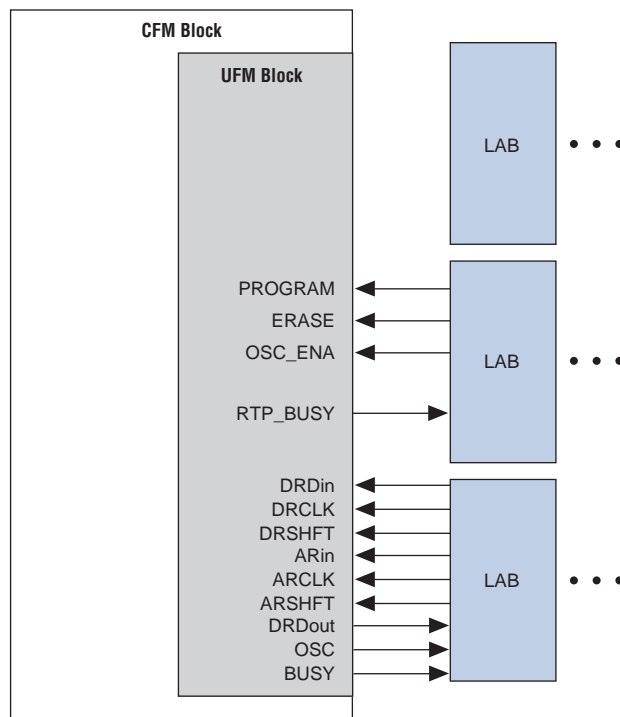 CFM Block
UFM Block
LAB
PROGRAM
ERASE
OSC_ENA
LAB
RTP_BUSY
DRDin
DRCLK
DRSHFT
ARin
ARCLK
LAB
ARSHFT
DRDout
OSC
BUSY